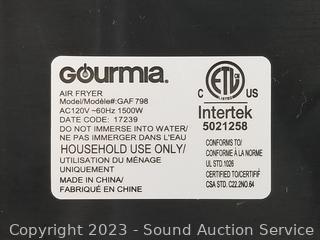 GoURMIA.
AIR FRYER
Model/Modèle#:GAF 798
AC120V ~60Hz 1500W
DATE CODE: 17239
DO NOT IMMERSE INTO WATER/
NE PAS IMMERGER DANS L'EAU
HOUSEHOLD USE ONLY/
UTILISATION DU MÉNAGE
UNIQUEMENT
MADE IN CHINA/
FABRIQUÉ EN CHINE
C ETL US
LISTED
Intertek
5021258
CONFORMS TO/
CONFORME À LA NORME
UL STD.1026
CERTIFIED TO/CERTIFIÉ
CSA STD. C22.2NO.64
Copyright 2023 - Sound Auction Service